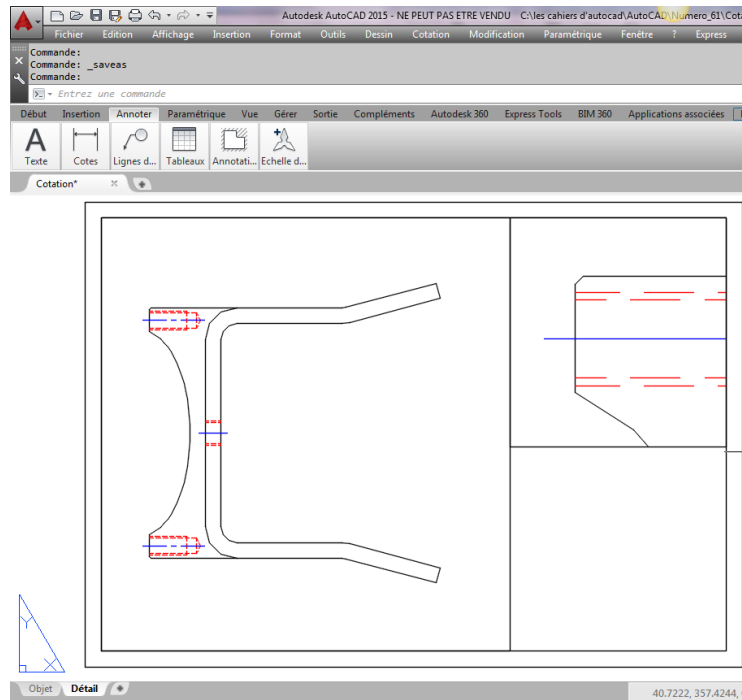 Autodesk AutoCAD 2015 - NE PEUT PAS ETRE VENDU C:\les cahiers d'autocad\AutoCAD\Numero_61\Cota
Fichier Edition Affichage Insertion Format Outils Dessin Cotation Modification Paramétrique Fenêtre ? Express
Commande:
Commande: _saveas
Commande:
Entrez une commande
Début Insertion Annoter Paramétrique Vue Gérer Sortie Compléments Autodesk 360 Express Tools BIM 360 Applications associées
A
Texte Cotes Lignes d... Tableaux Annotati... Echelle d...
Cotation*
Y
X
Objet Détail
40.7222, 357.4244,